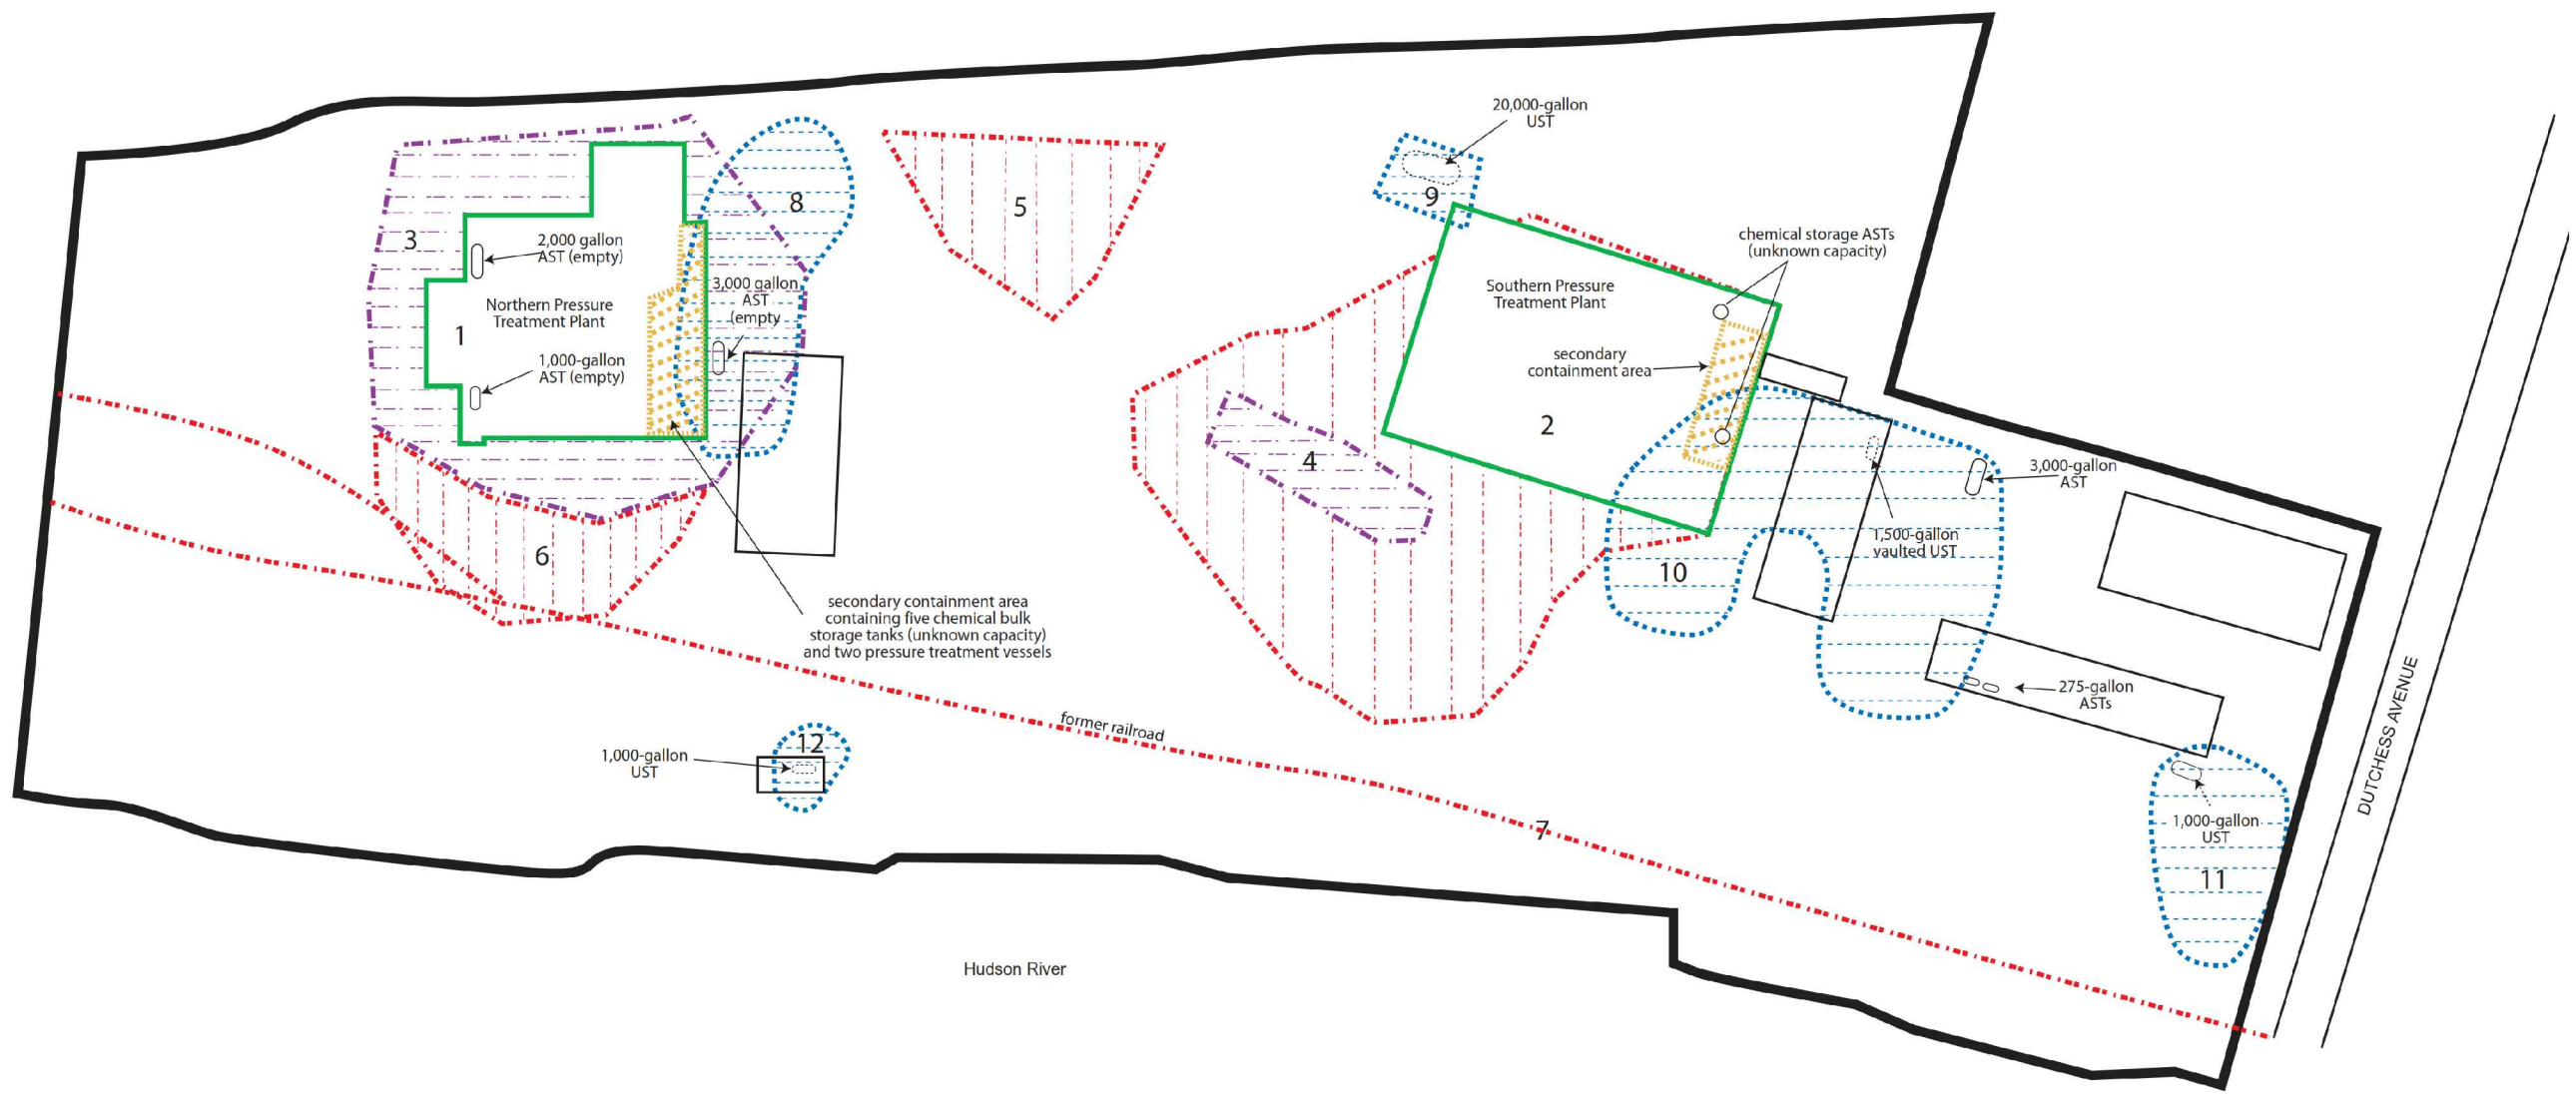 20,000-gallon
UST
8
5
9
3
2,000 gallon
AST (empty)
chemical storage ASTs
(unknown capacity)
3,000 gallon
AST
(empty
Southern Pressure
Treatment Plant
Northern Pressure
Treatment Plant
1
1,000-gallon
AST (empty)
secondary
containment area
2
4
3,000-gallon
AST
1,500-gallon
vaulted UST
6
10
secondary containment area
containing five chemical bulk
storage tanks (unknown capacity)
and two pressure treatment vessels
275-gallon
ASTs
DUTCHESS AVENUE
former railroad
12
1,000-gallon
UST
7
1,000-gallon
UST
11
Hudson River